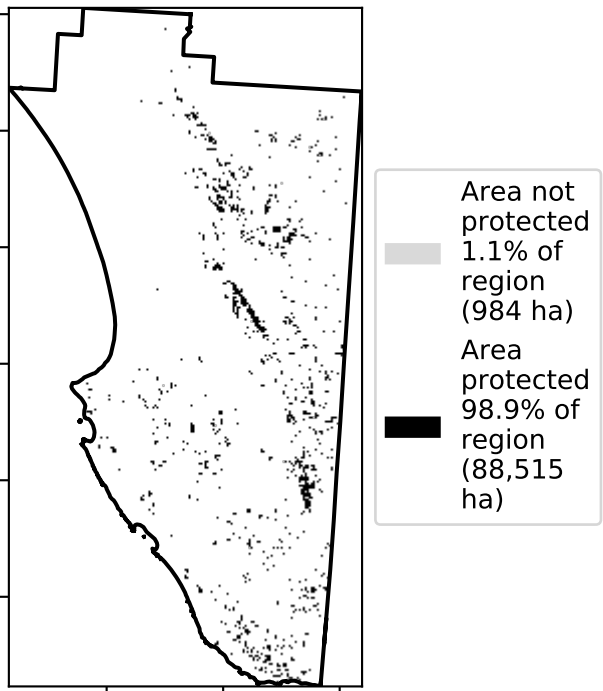 Area not
protected
1.1% of
region
(984 ha)
Area
protected
98.9% of
region
(88,515
ha)